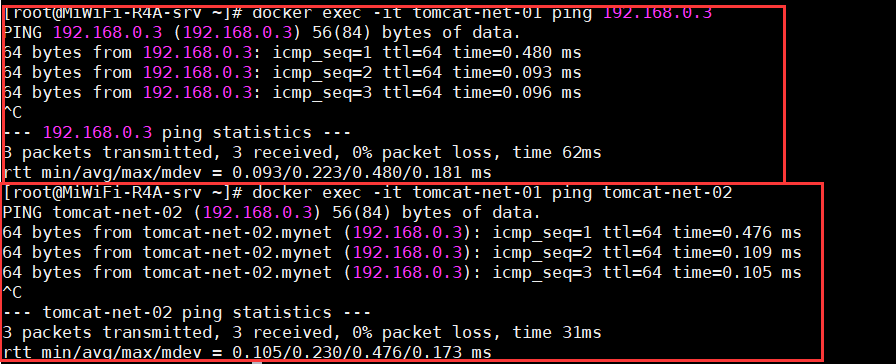 [root@MiWiFi-R4A-srv ~]# docker exec -it tomcat-net-01 ping 192.168.0.3
PING 192.168.0.3 (192.168.0.3) 56(84) bytes of data.
64 bytes from 192.168.0.3: icmp_seq=1 ttl=64 time=0.480 ms
64 bytes from 192.168.0.3: icmp_seq=2 ttl=64 time=0.093 ms
64 bytes from 192.168.0.3: icmp_seq=3 ttl=64 time=0.096 ms
^C
--- 192.168.0.3 ping statistics ---
3 packets transmitted, 3 received, 0% packet loss, time 62ms
rtt min/avg/max/mdev = 0.093/0.223/0.480/0.181 ms
[root@MiWiFi-R4A-srv ~]# docker exec -it tomcat-net-01 ping tomcat-net-02
PING tomcat-net-02 (192.168.0.3) 56(84) bytes of data.
64 bytes from tomcat-net-02.mynet (192.168.0.3): icmp_seq=1 ttl=64 time=0.476 ms
64 bytes from tomcat-net-02.mynet (192.168.0.3): icmp_seq=2 ttl=64 time=0.109 ms
64 bytes from tomcat-net-02.mynet (192.168.0.3): icmp_seq=3 ttl=64 time=0.105 ms
^C
--- tomcat-net-02 ping statistics ---
3 packets transmitted, 3 received, 0% packet loss, time 31ms
rtt min/avg/max/mdev = 0.105/0.230/0.476/0.173 ms